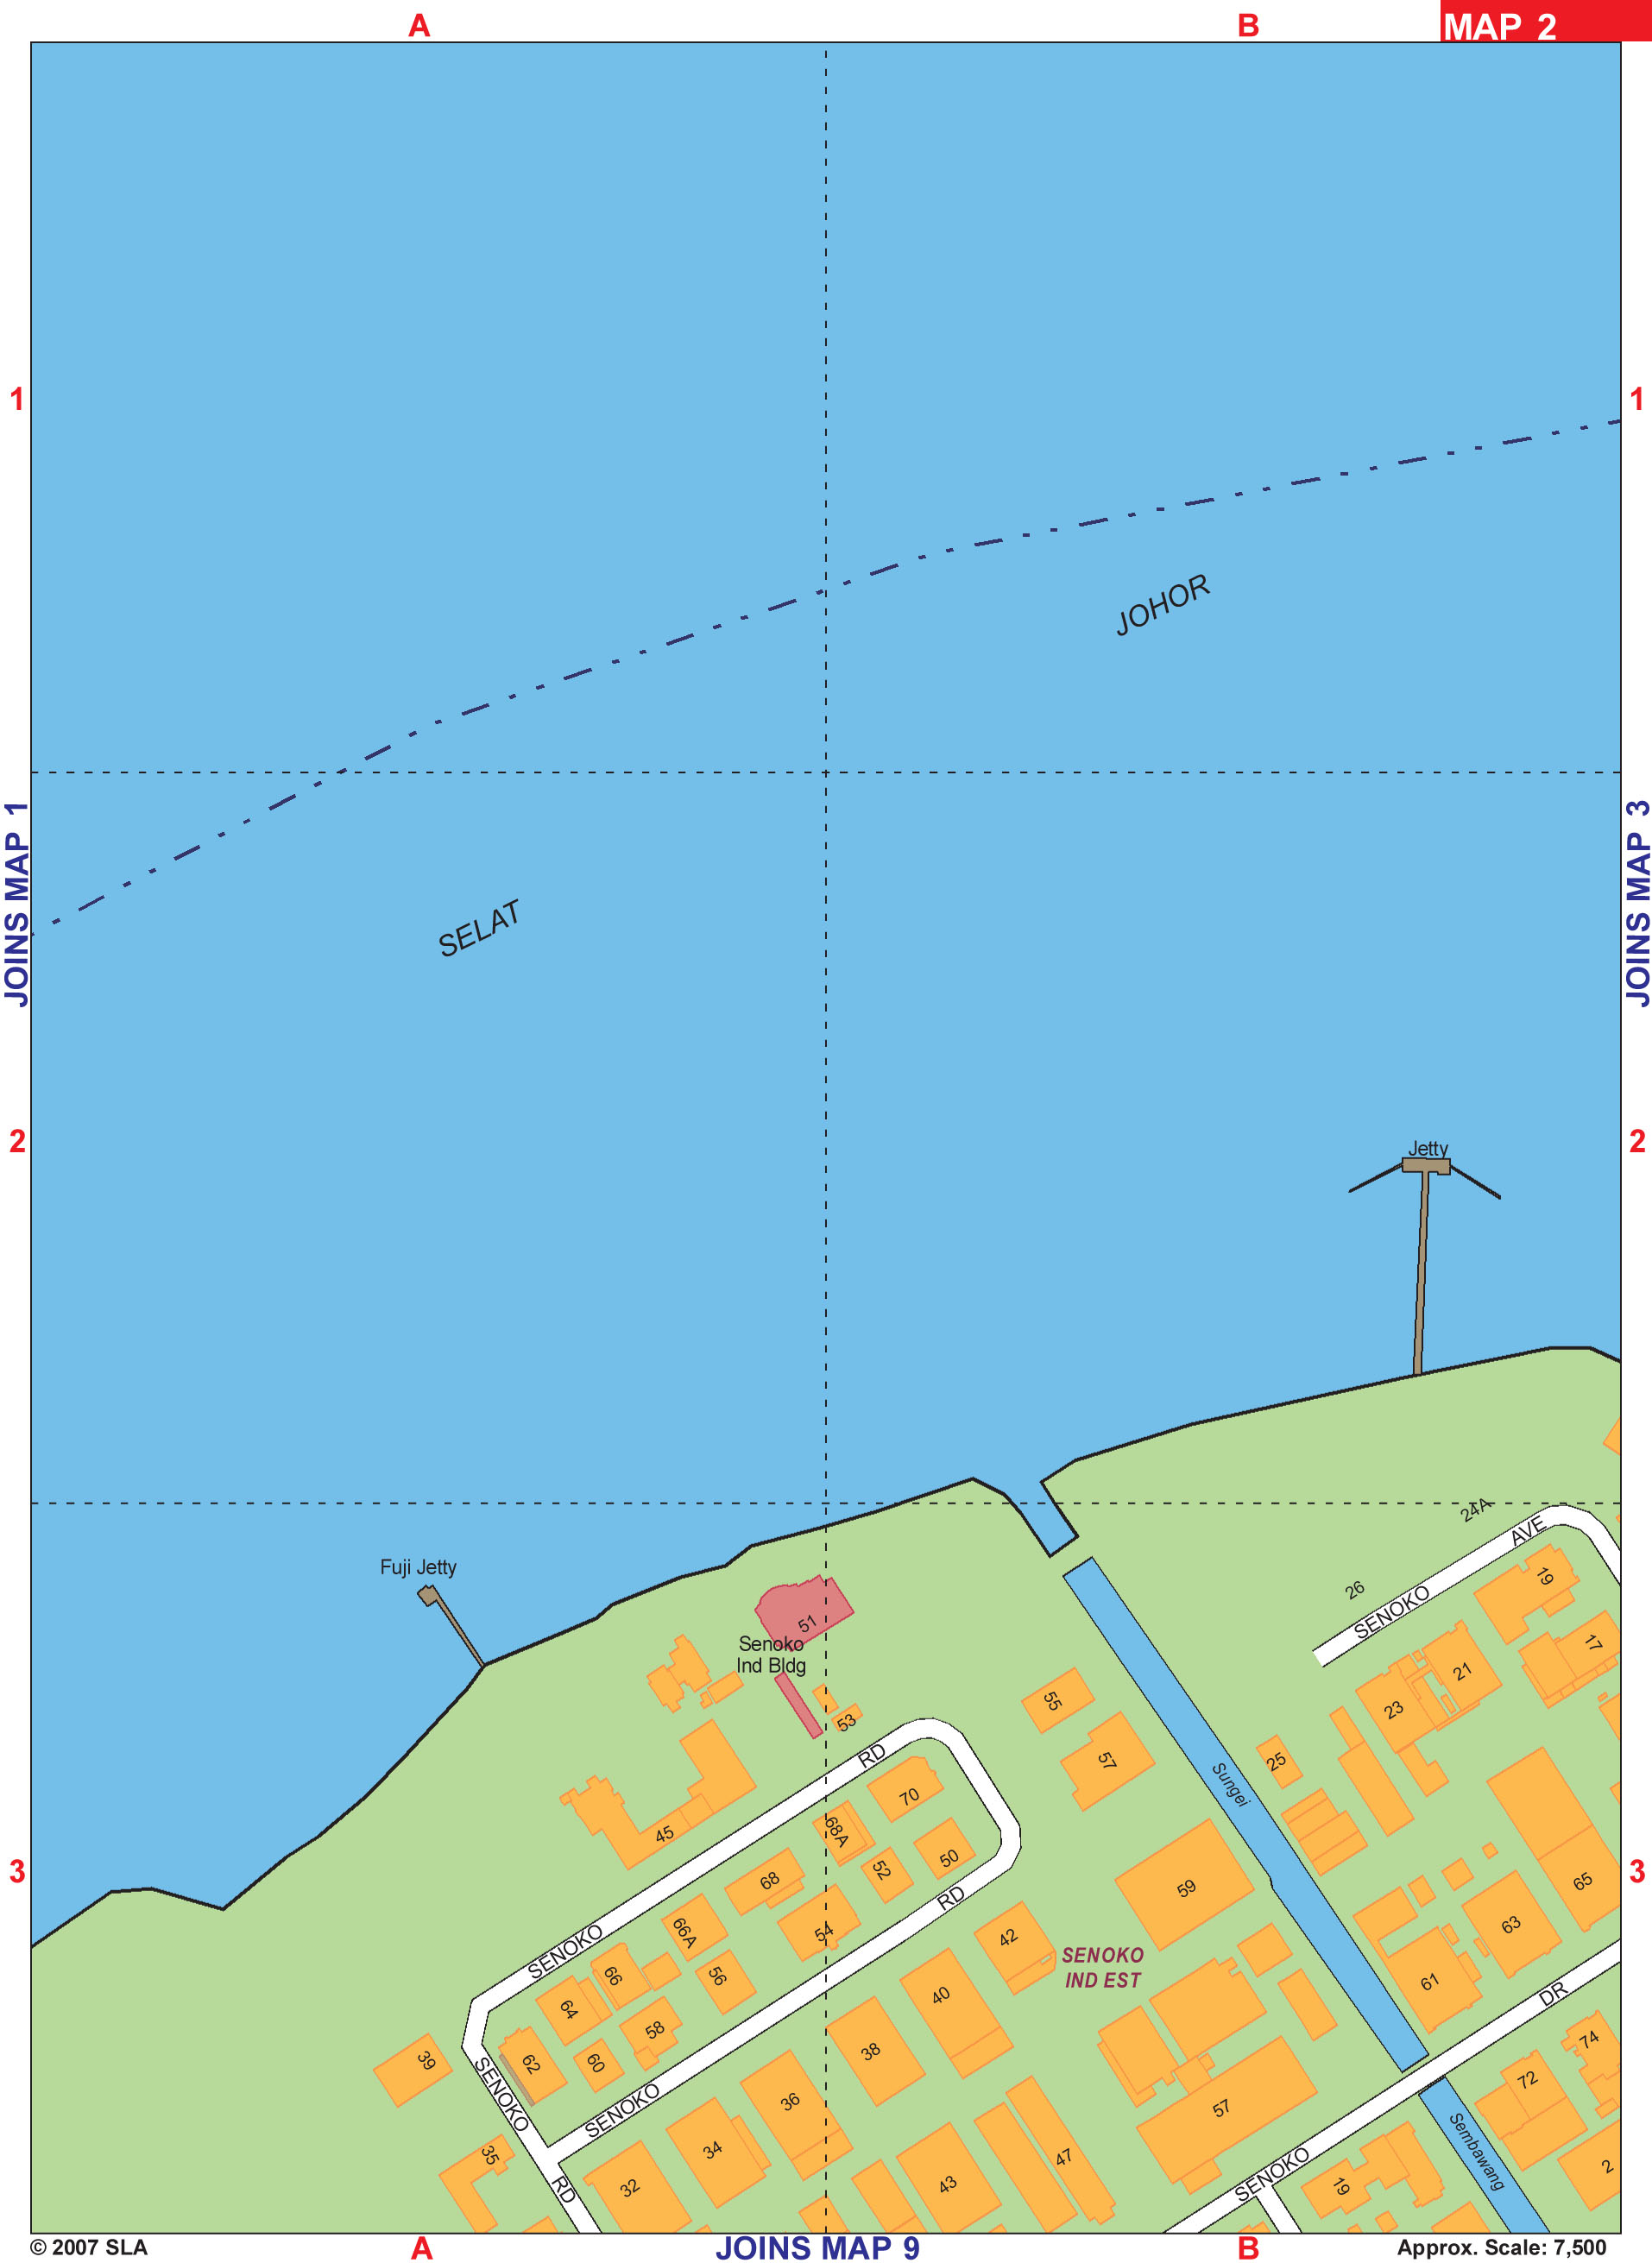 A
B
MAP 2
1
1
JOHOR
JOINS MAP 1
JOINS MAP 3
SELAT
2
2
Jetty
24A
AVE
Fuji Jetty
26
SENOKO
19
51
Senoko
Ind Bldg
17
21
23
55
53
RD
57
25
Sungei
70
68A
45
50
52
68
3
3
59
65
RD
63
54
66A
42
SENOKO
IND EST
SENOKO
66
56
61
40
DR
64
58
74
38
39
62
60
72
36
SENOKO
SENOKO
57
34
35
47
Sembawang
2
SENOKO
43
19
32
RD
© 2007 SLA
A
JOINS MAP 9
B
Approx. Scale: 7,500